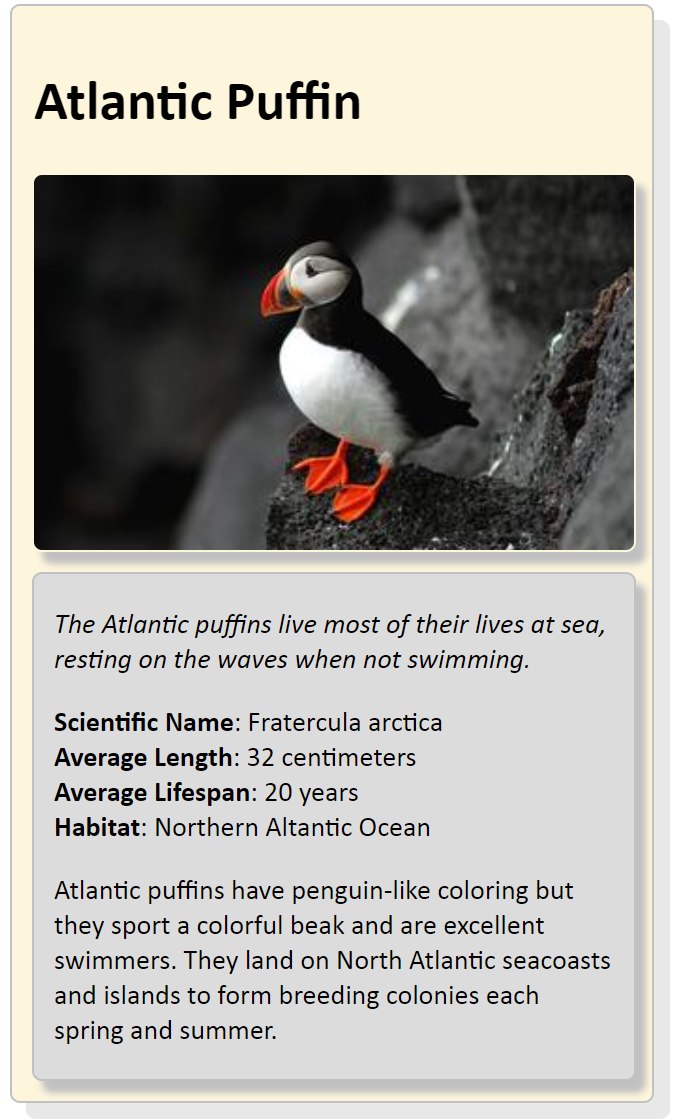 Atlantic Puffin
The Atlantic puffins live most of their lives at sea,
resting on the waves when not swimming.
Scientific Name: Fratercula arctica
Average Length: 32 centimeters
Average Lifespan: 20 years
Habitat: Northern Altantic Ocean
Atlantic puffins have penguin-like coloring but
they sport a colorful beak and are excellent
swimmers. They land on North Atlantic seacoasts
and islands to form breeding colonies each
spring and summer.